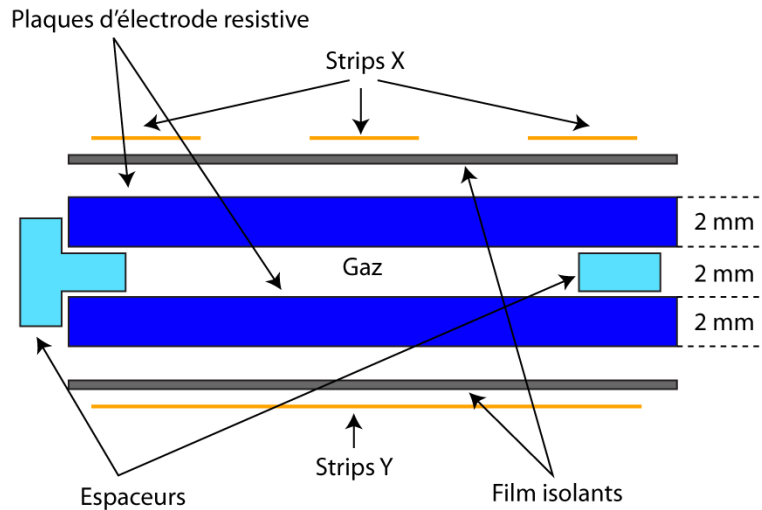 Plaques d'électrode resistive
Strips X
2 mm
Gaz
2 mm
2 mm
Strips Y
Espaceurs
Film isolants